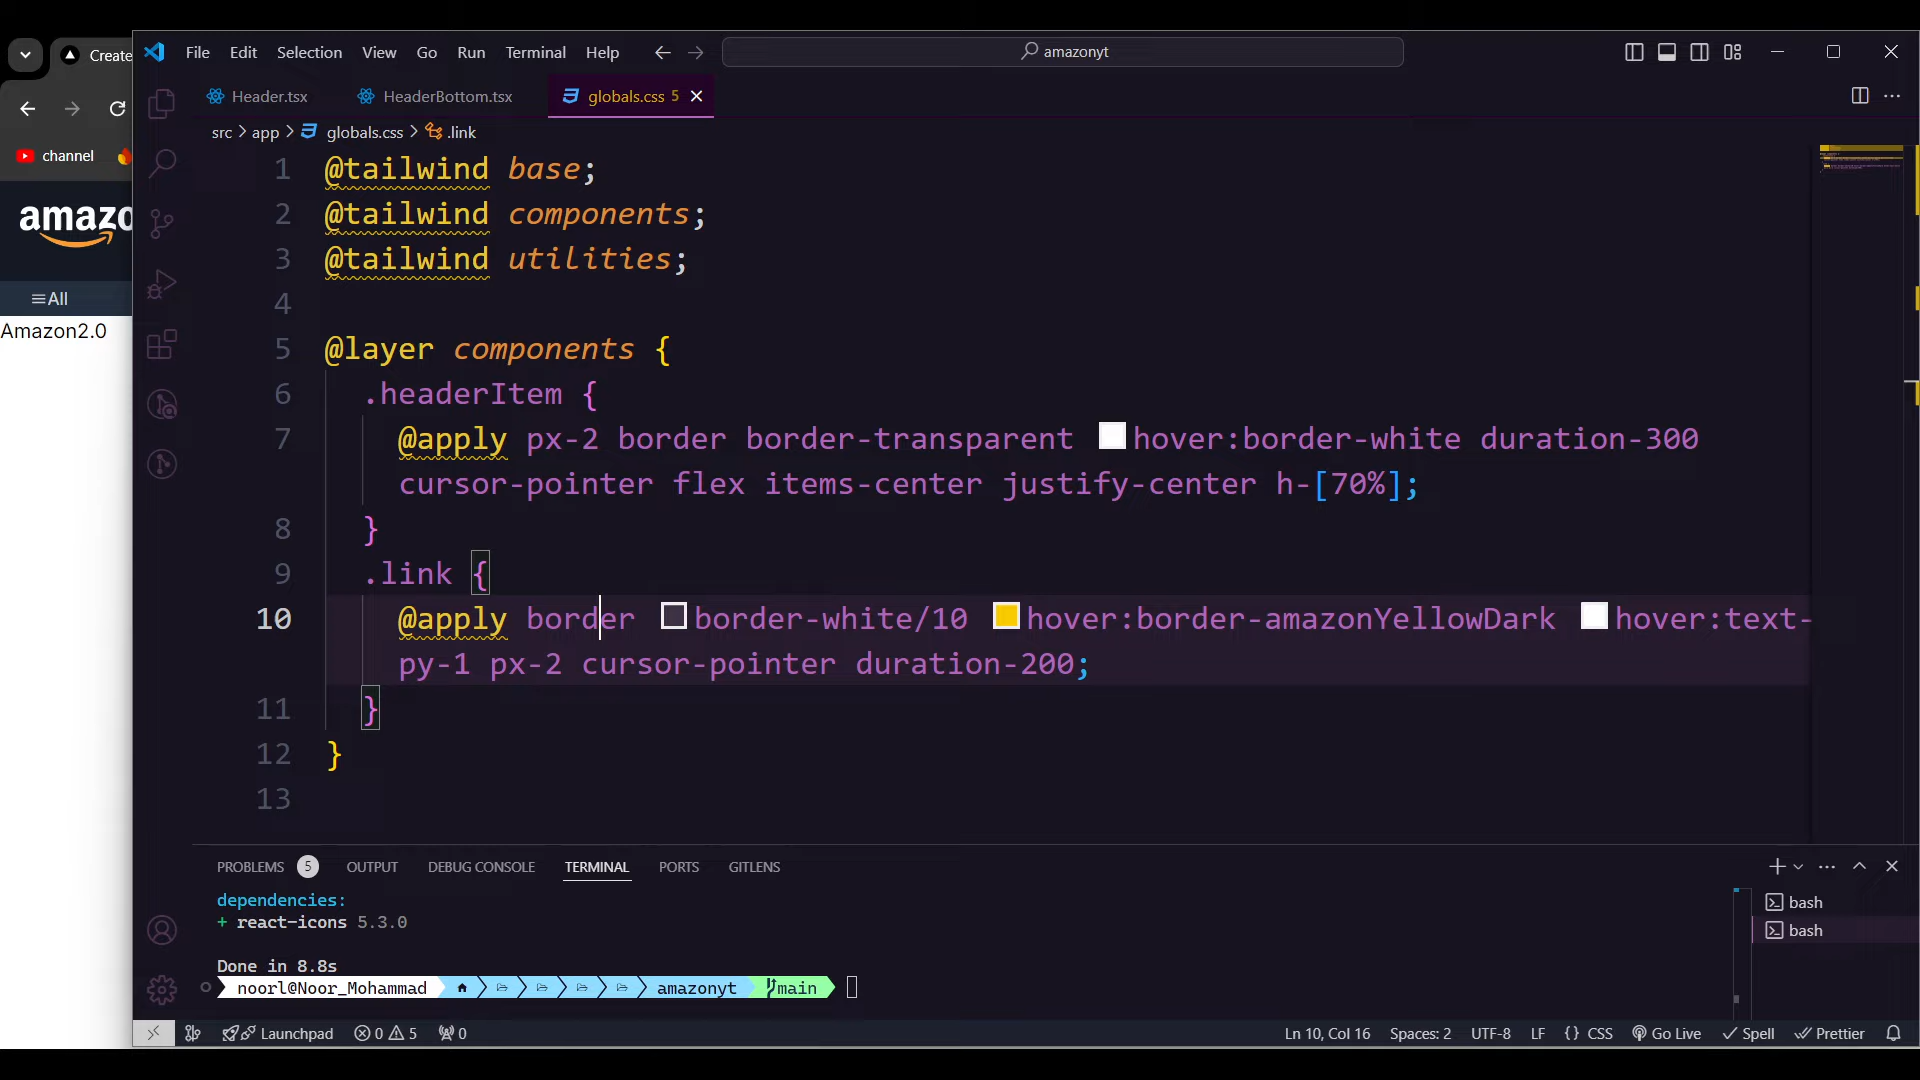 Create
File Edit Selection View Go Run Terminal Help
amazonyt
Header.tsx HeaderBottom.tsx globals.css 5
channel
src > app > globals.css > .link
1 @tailwind base;
2 @tailwind components;
3 @tailwind utilities;
4
5 @layer components {
6 .headerItem {
7 @apply px-2 border border-transparent hover:border-white duration-300
cursor-pointer flex items-center justify-center h-[70%];
8 }
9 .link {
10 @apply border border-white/10 hover:border-amazonYellowDark hover:text-
py-1 px-2 cursor-pointer duration-200;
11 }
12 }
13
amazo
All
Amazon2.0
PROBLEMS 5 OUTPUT DEBUG CONSOLE TERMINAL PORTS GITLENS
dependencies:
+ react-icons 5.3.0
Done in 8.8s
noorl@Noor_Mohammad amazonyt main
bash
bash
Launchpad 0 5 0 Ln 10, Col 16 Spaces: 2 UTF-8 LF {} CSS Go Live Spell Prettier